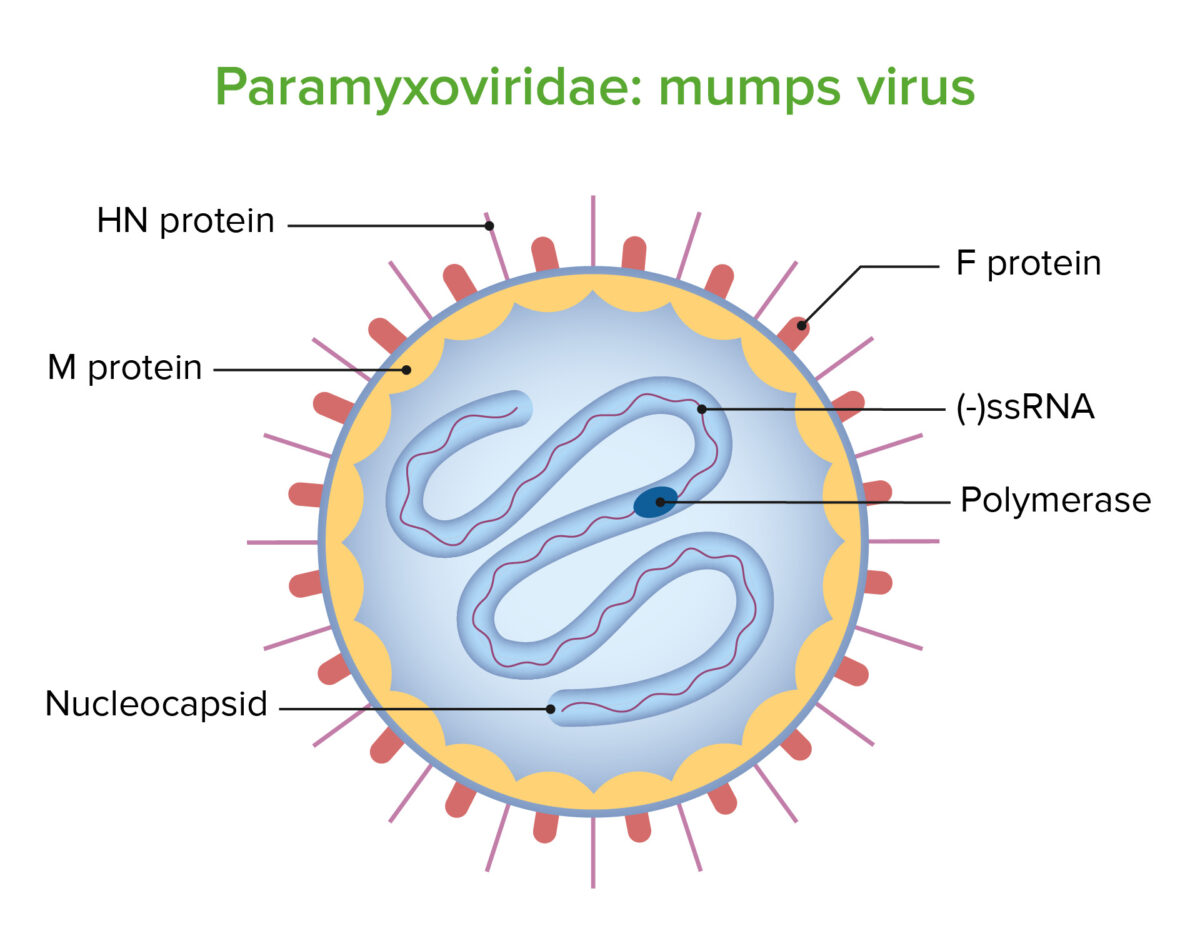 Paramyxoviridae: mumps virus
HN protein
F protein
M protein
(-)ssRNA
Polymerase
Nucleocapsid